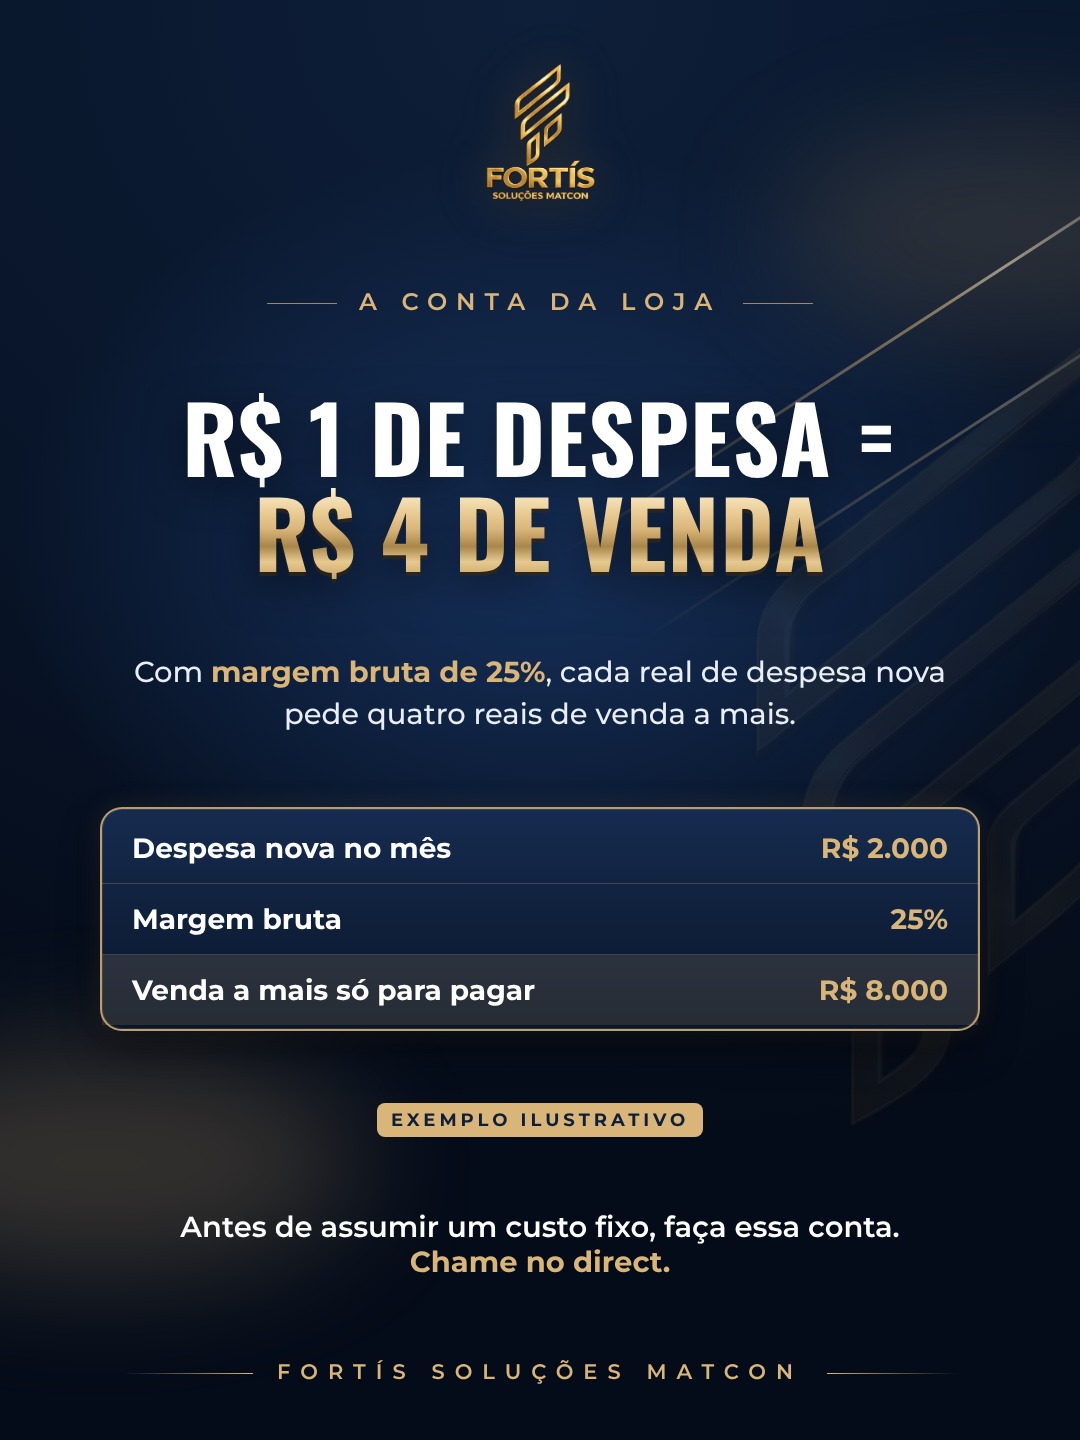 FORTÍS
SOLUÇÕES MATCON
A CONTA DA LOJA
R$ 1 DE DESPESA =
R$ 4 DE VENDA
Com margem bruta de 25%, cada real de despesa nova
pede quatro reais de venda a mais.
Despesa nova no mês R$ 2.000
Margem bruta 25%
Venda a mais só para pagar R$ 8.000
EXEMPLO ILUSTRATIVO
Antes de assumir um custo fixo, faça essa conta.
Chame no direct.
FORTÍS SOLUÇÕES MATCON